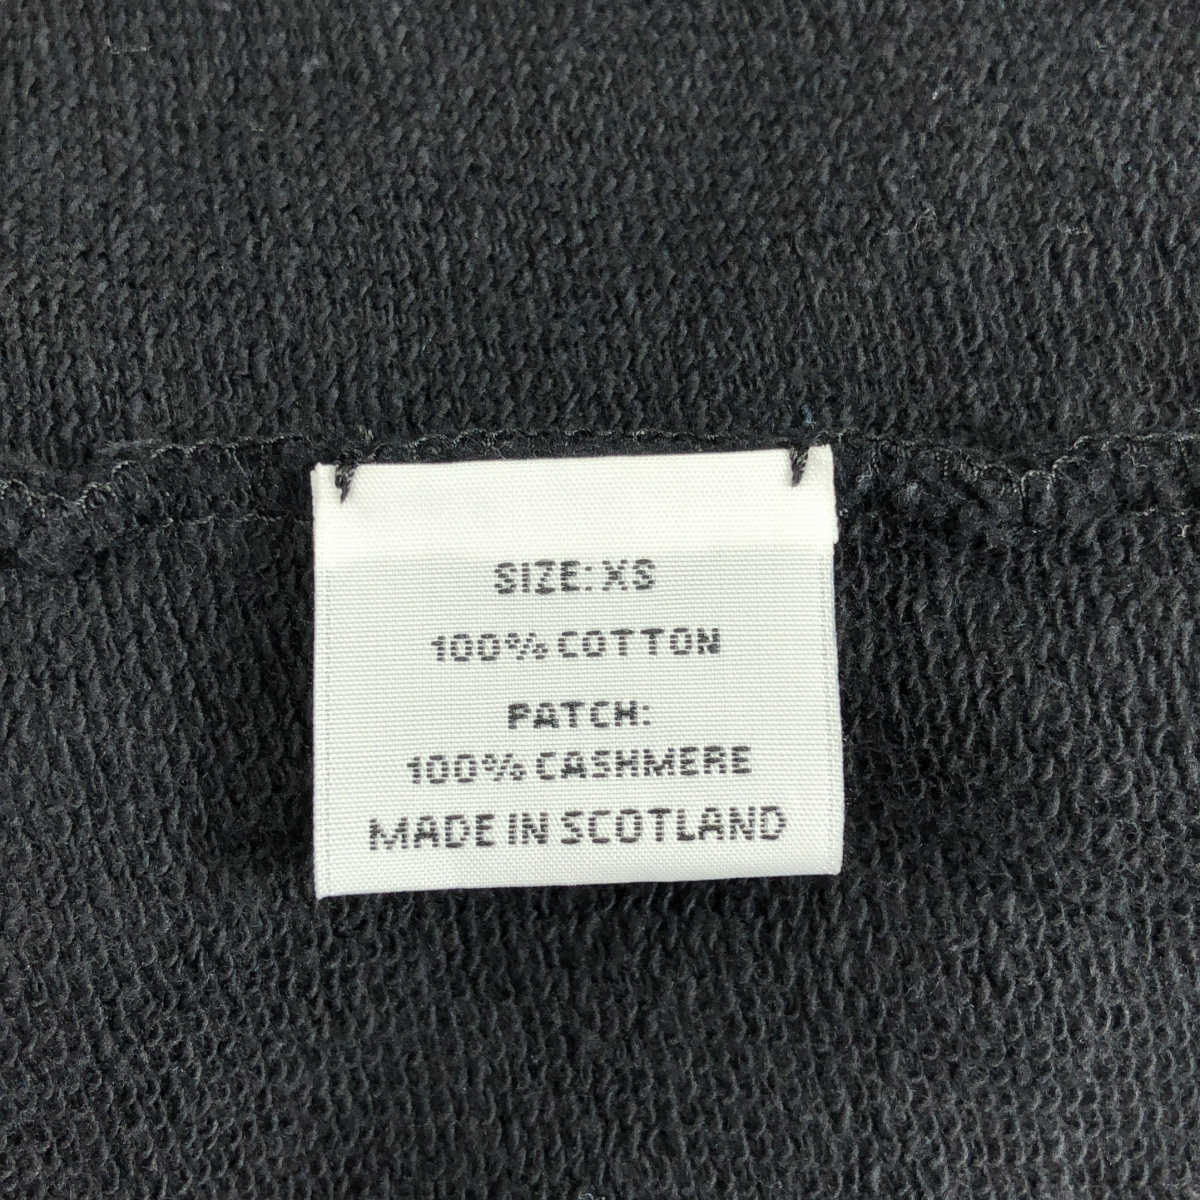 SIZE: XS
100% COTTON
PATCH:
100% CASHMERE
MADE IN SCOTLAND